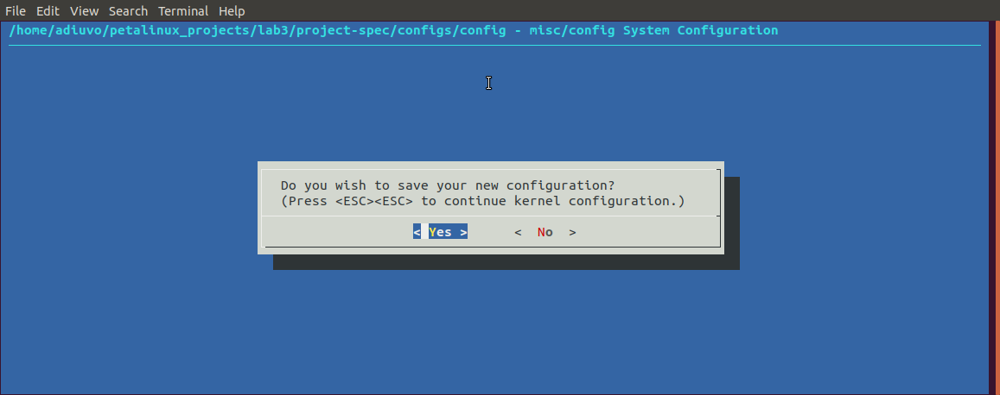 File Edit View Search Terminal Help
/home/adiuvo/petalinux_projects/lab3/project-spec/configs/config - misc/config System Configuration
Do you wish to save your new configuration?
(Press <ESC><ESC> to continue kernel configuration.)
< Yes > < No >